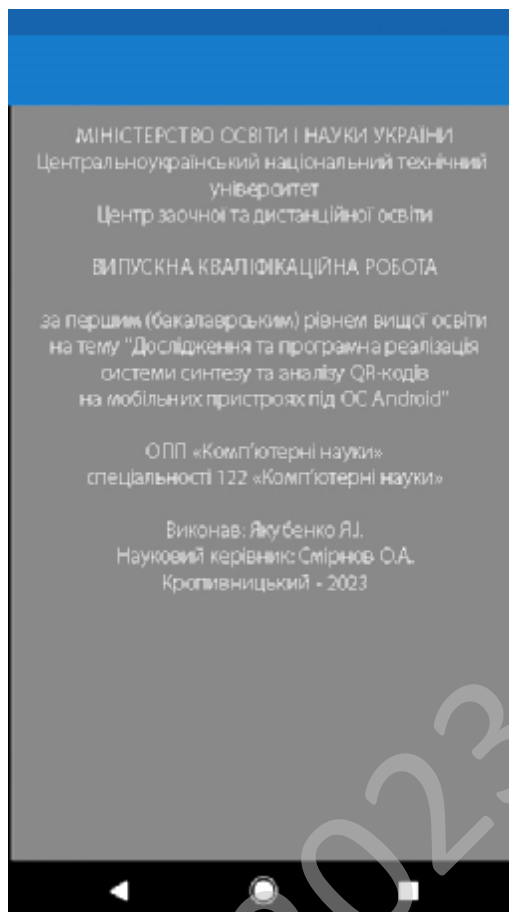 МІНІСТЕРСТВО ОСВІТИ І НАУКИ УКРАЇНИ
Центральноукраїнський національний технічний
університет
Центр заочної та дистанційної освіти
ВИПУСКНА КВАЛІФІКАЦІЙНА РОБОТА
за першим (бакалаврським) рівнем вищої освіти
на тему "Дослідження та програмна реалізація
системи синтезу та аналізу QR-кодів
на мобільних пристроях під ОС Android"
ОПП «Комп'ютерні науки»
спеціальності 122 «Комп'ютерні науки»
Виконав: Якубенко Я.І.
Науковий керівник: Смірнов О.А.
Кропивницький - 2023
2023